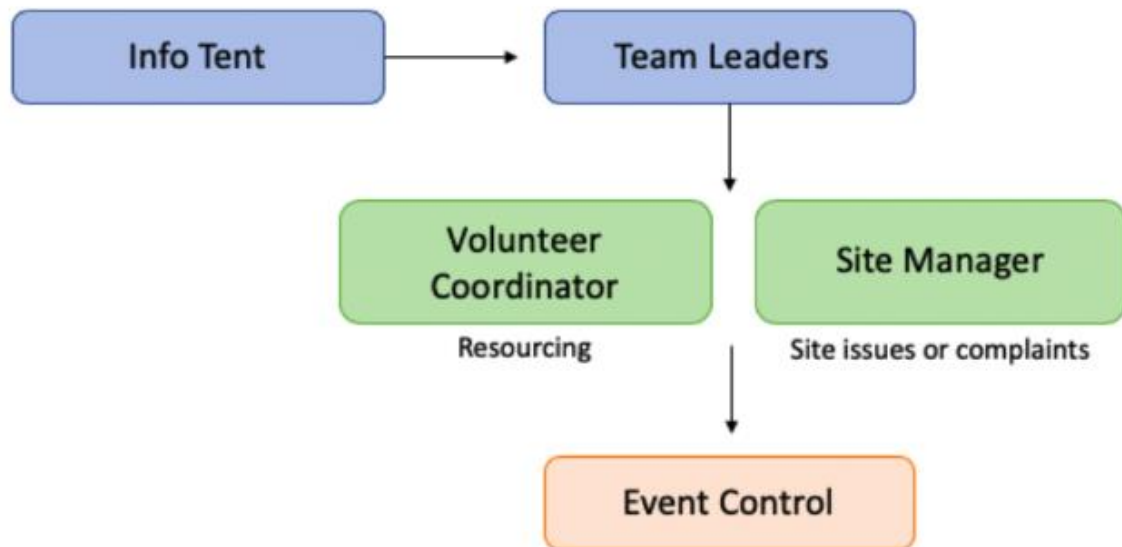 Info Tent
Team Leaders
Volunteer
Coordinator
Site Manager
Resourcing
Site issues or complaints
Event Control